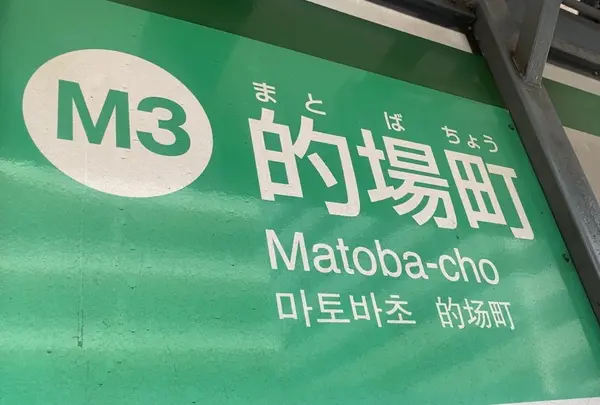 M3
まとばちょう
的場町
Matoba-cho
마토바초 的场町